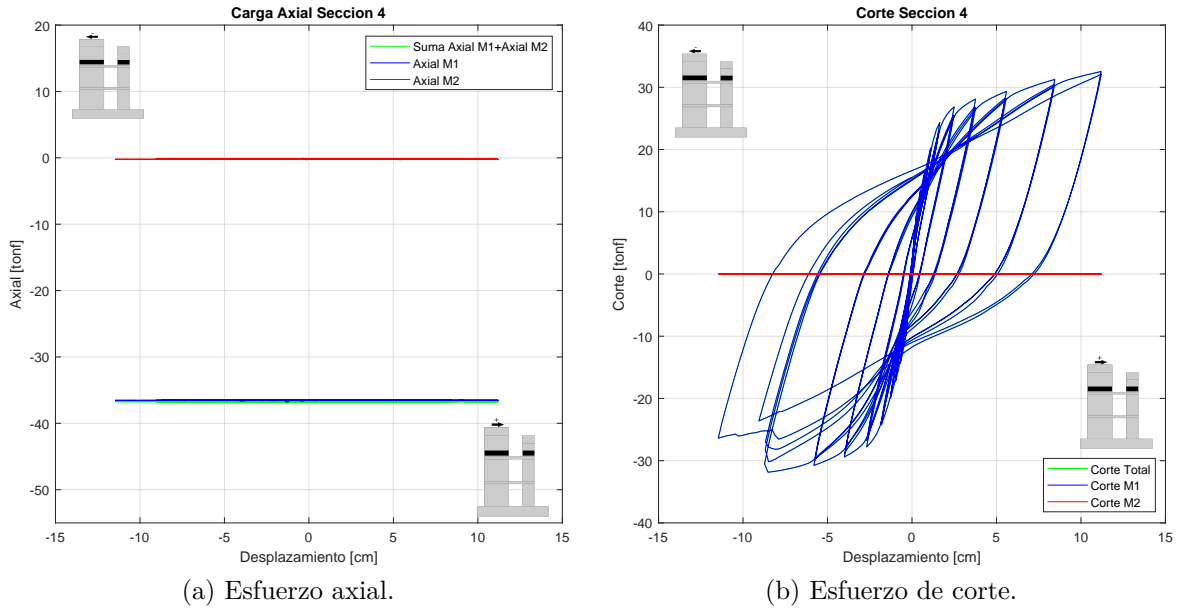 Carga Axial Seccion 4
20
10
0
-10
-20
-30
-40
-50
-15
-10
-5
0
5
10
15
Axial [tonf]
Desplazamiento [cm]
Suma Axial M1+Axial M2
Axial M1
Axial M2
-
+
(a) Esfuerzo axial.
Corte Seccion 4
40
30
20
10
0
-10
-20
-30
-40
-15
-10
-5
0
5
10
15
Corte [tonf]
Desplazamiento [cm]
-
+
Corte Total
Corte M1
Corte M2
(b) Esfuerzo de corte.